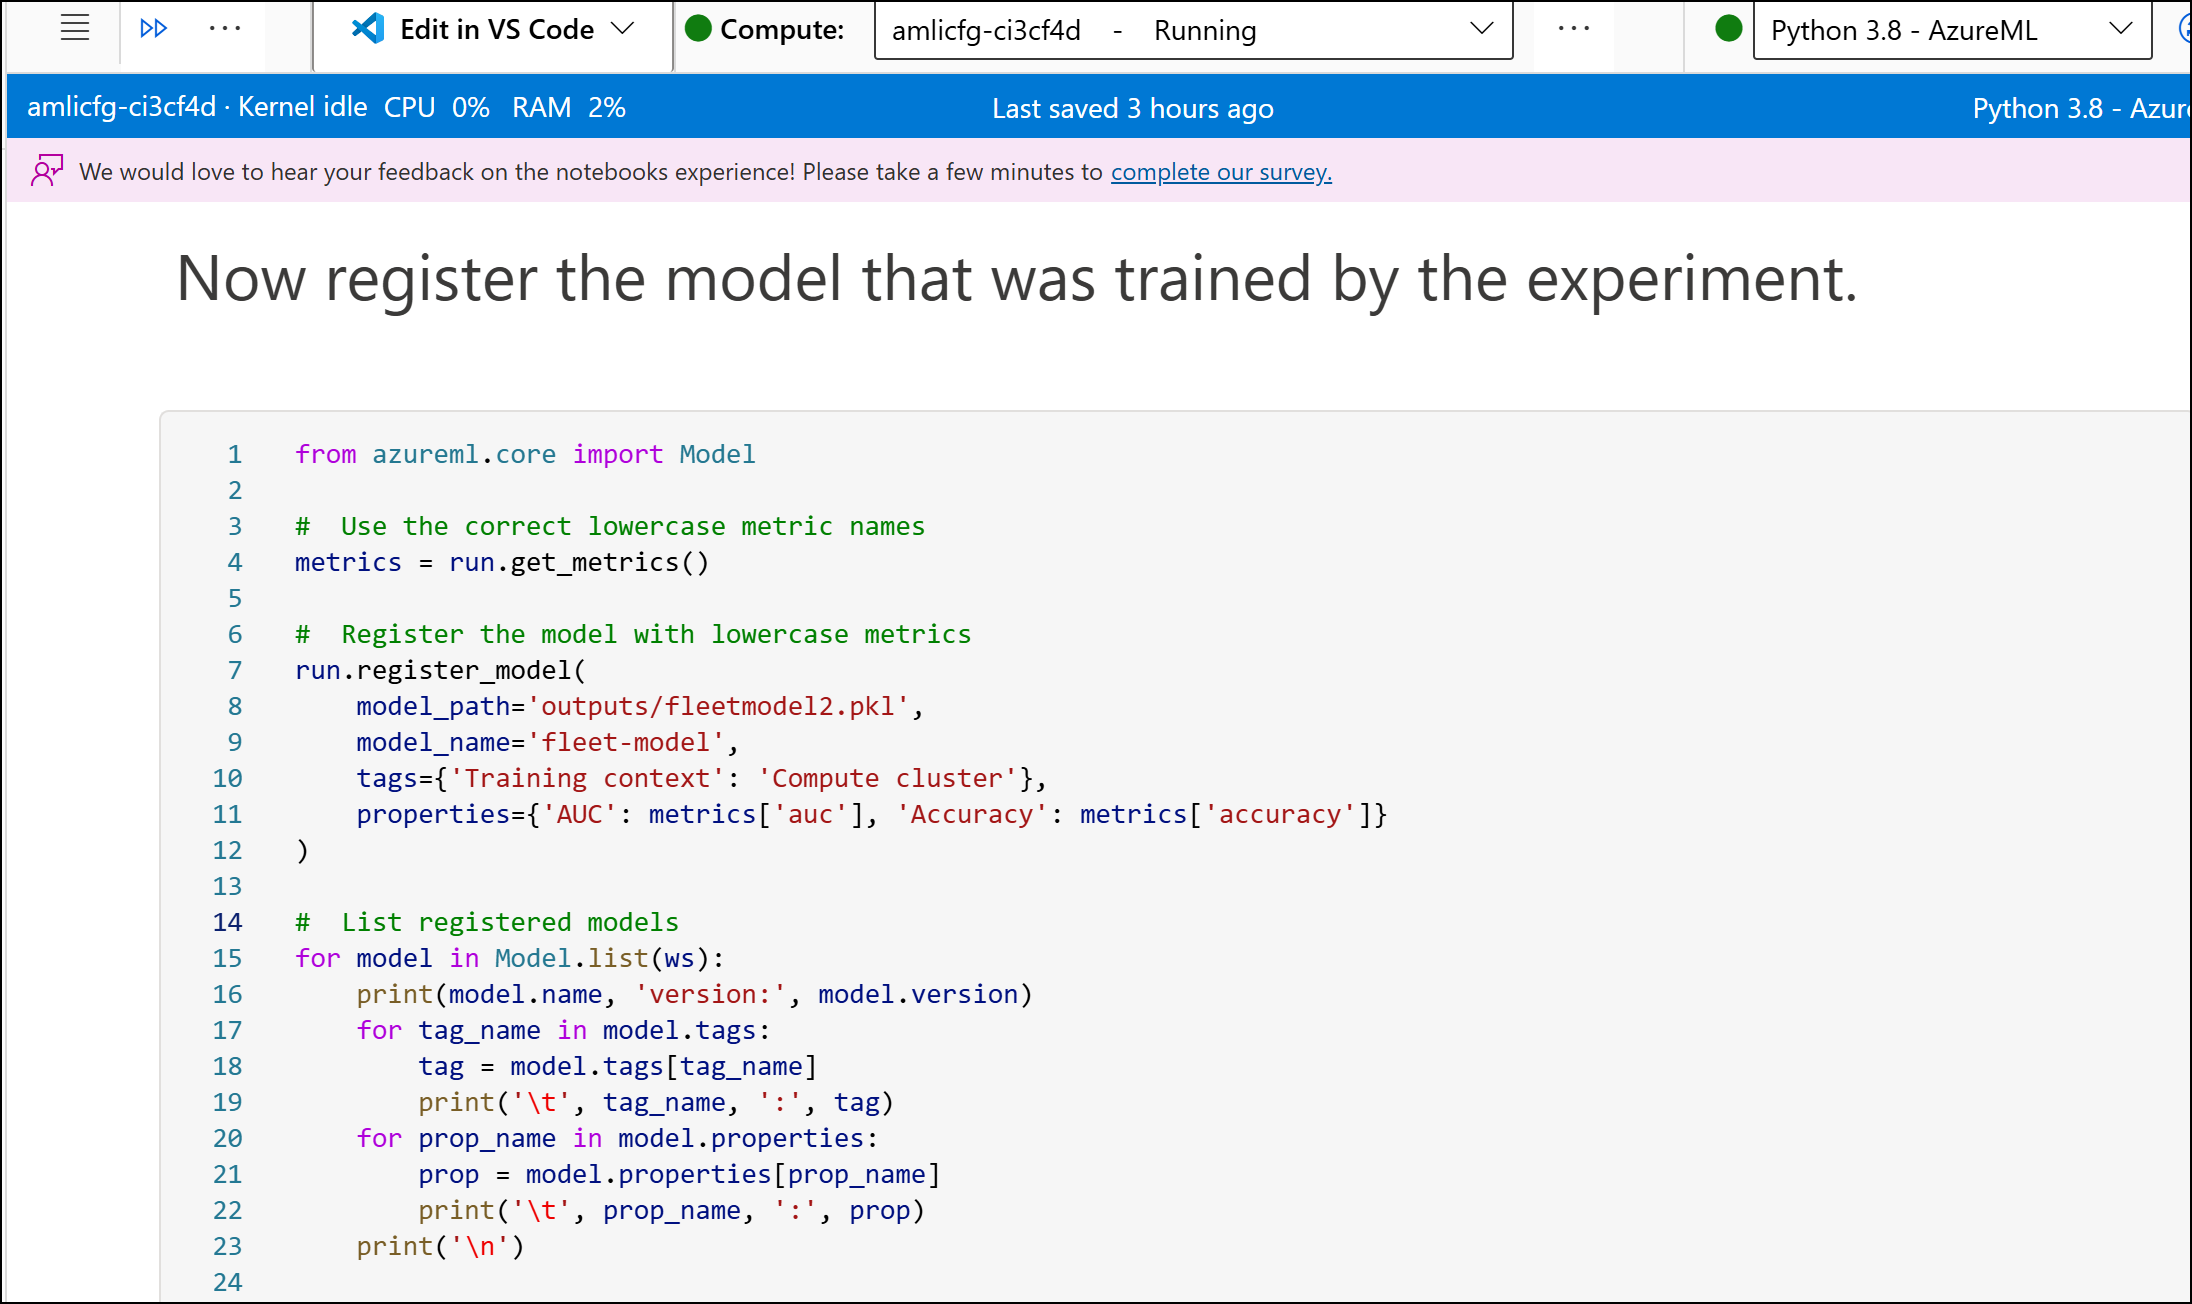 ··· Edit in VS Code Compute: amlicfg-ci3cf4d - Running ··· Python 3.8 - AzureML
amlicfg-ci3cf4d · Kernel idle CPU 0% RAM 2% Last saved 3 hours ago Python 3.8 - Azure
We would love to hear your feedback on the notebooks experience! Please take a few minutes to complete our survey.
Now register the model that was trained by the experiment.
1 from azureml.core import Model
2
3 #  Use the correct lowercase metric names
4 metrics = run.get_metrics()
5
6 #  Register the model with lowercase metrics
7 run.register_model(
8     model_path='outputs/fleetmodel2.pkl',
9     model_name='fleet-model',
10     tags={'Training context': 'Compute cluster'},
11     properties={'AUC': metrics['auc'], 'Accuracy': metrics['accuracy']}
12 )
13
14 #  List registered models
15 for model in Model.list(ws):
16     print(model.name, 'version:', model.version)
17     for tag_name in model.tags:
18         tag = model.tags[tag_name]
19         print('\t', tag_name, ':', tag)
20     for prop_name in model.properties:
21         prop = model.properties[prop_name]
22         print('\t', prop_name, ':', prop)
23     print('\n')
24